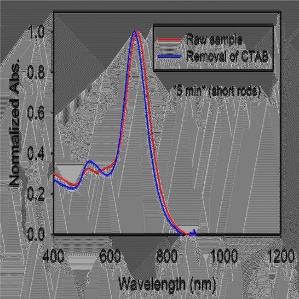 Normalized Abs.
1.0
0.8
0.6
0.4
0.2
0.0
Raw sample
Removal of CTAB
"5 min" (short rods)
400 600 800 1000 1200
Wavelength (nm)